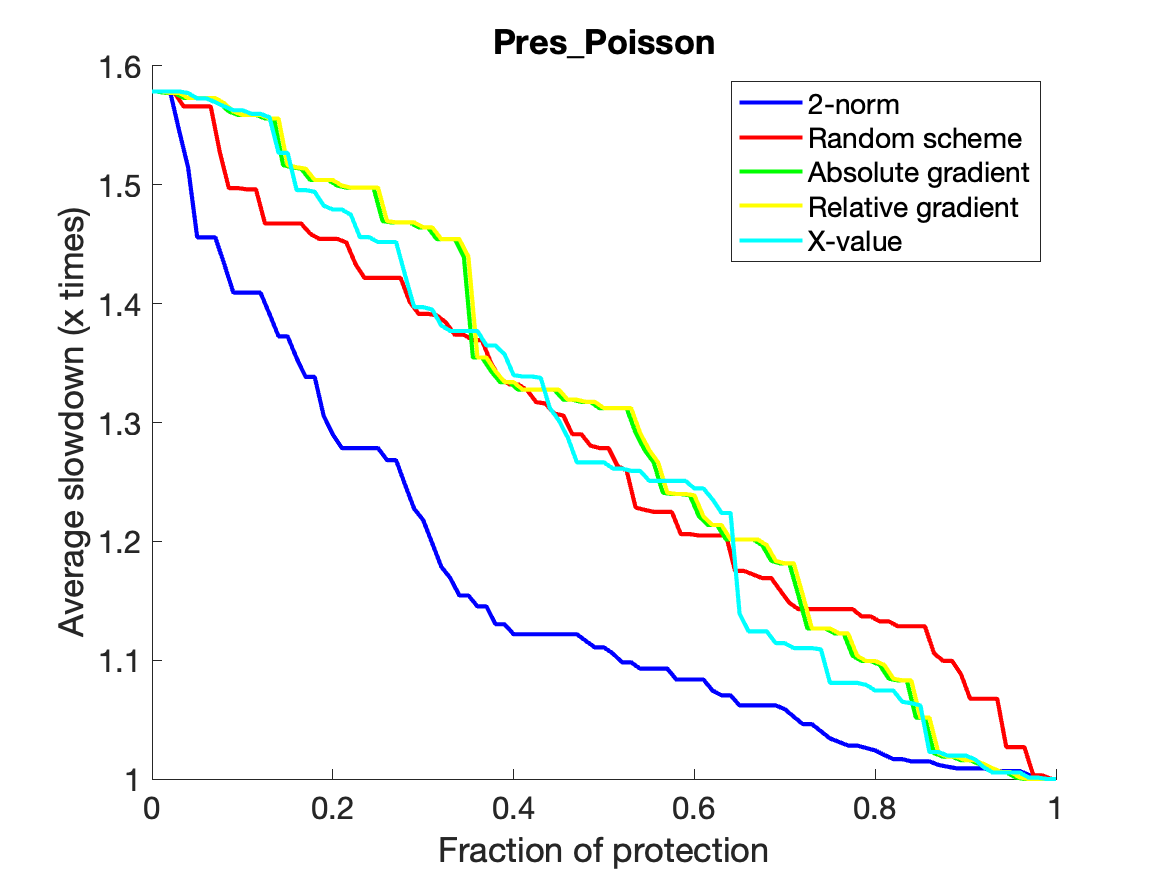 Pres_Poisson
1.6
1.5
1.4
1.3
1.2
1.1
1
Average slowdown (x times)
2-norm
Random scheme
Absolute gradient
Relative gradient
X-value
0 0.2 0.4 0.6 0.8 1
Fraction of protection